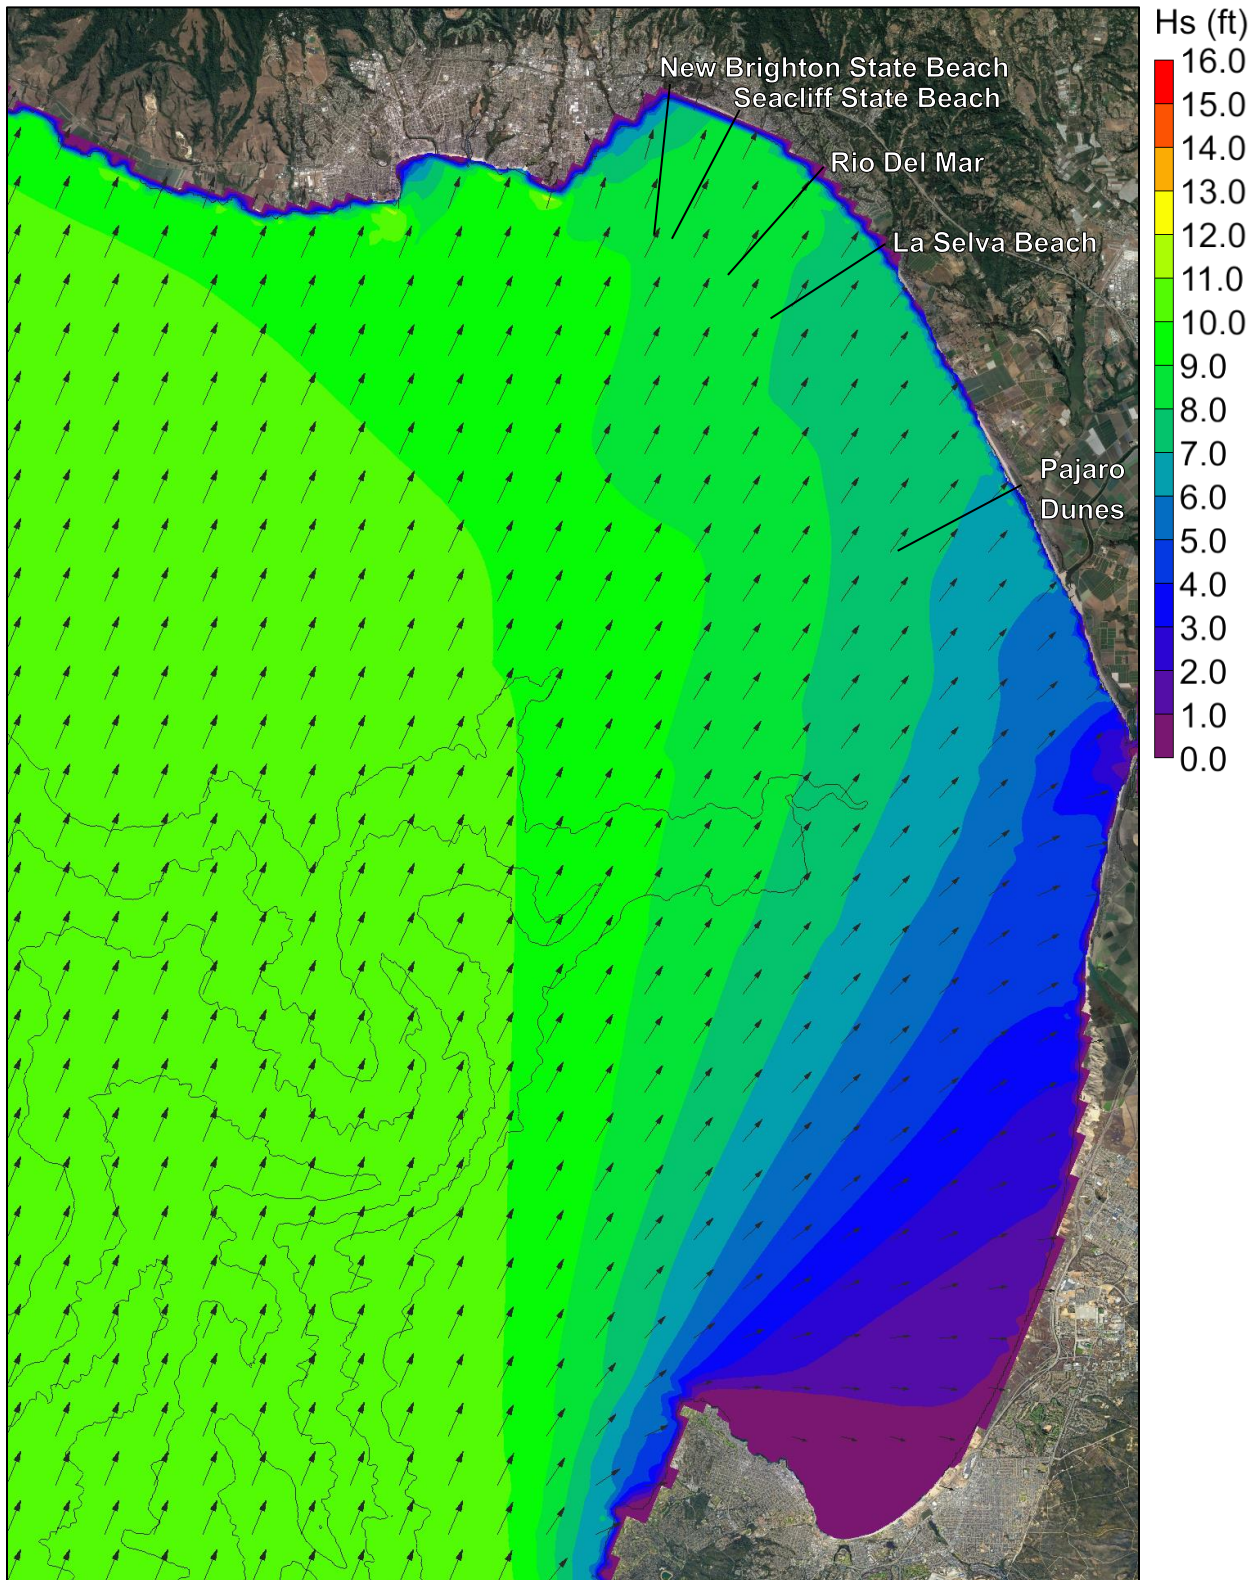 Hs (ft)
16.0
15.0
14.0
13.0
12.0
11.0
10.0
9.0
8.0
7.0
6.0
5.0
4.0
3.0
2.0
1.0
0.0
New Brighton State Beach
Seacliff State Beach
Rio Del Mar
La Selva Beach
Pajaro
Dunes